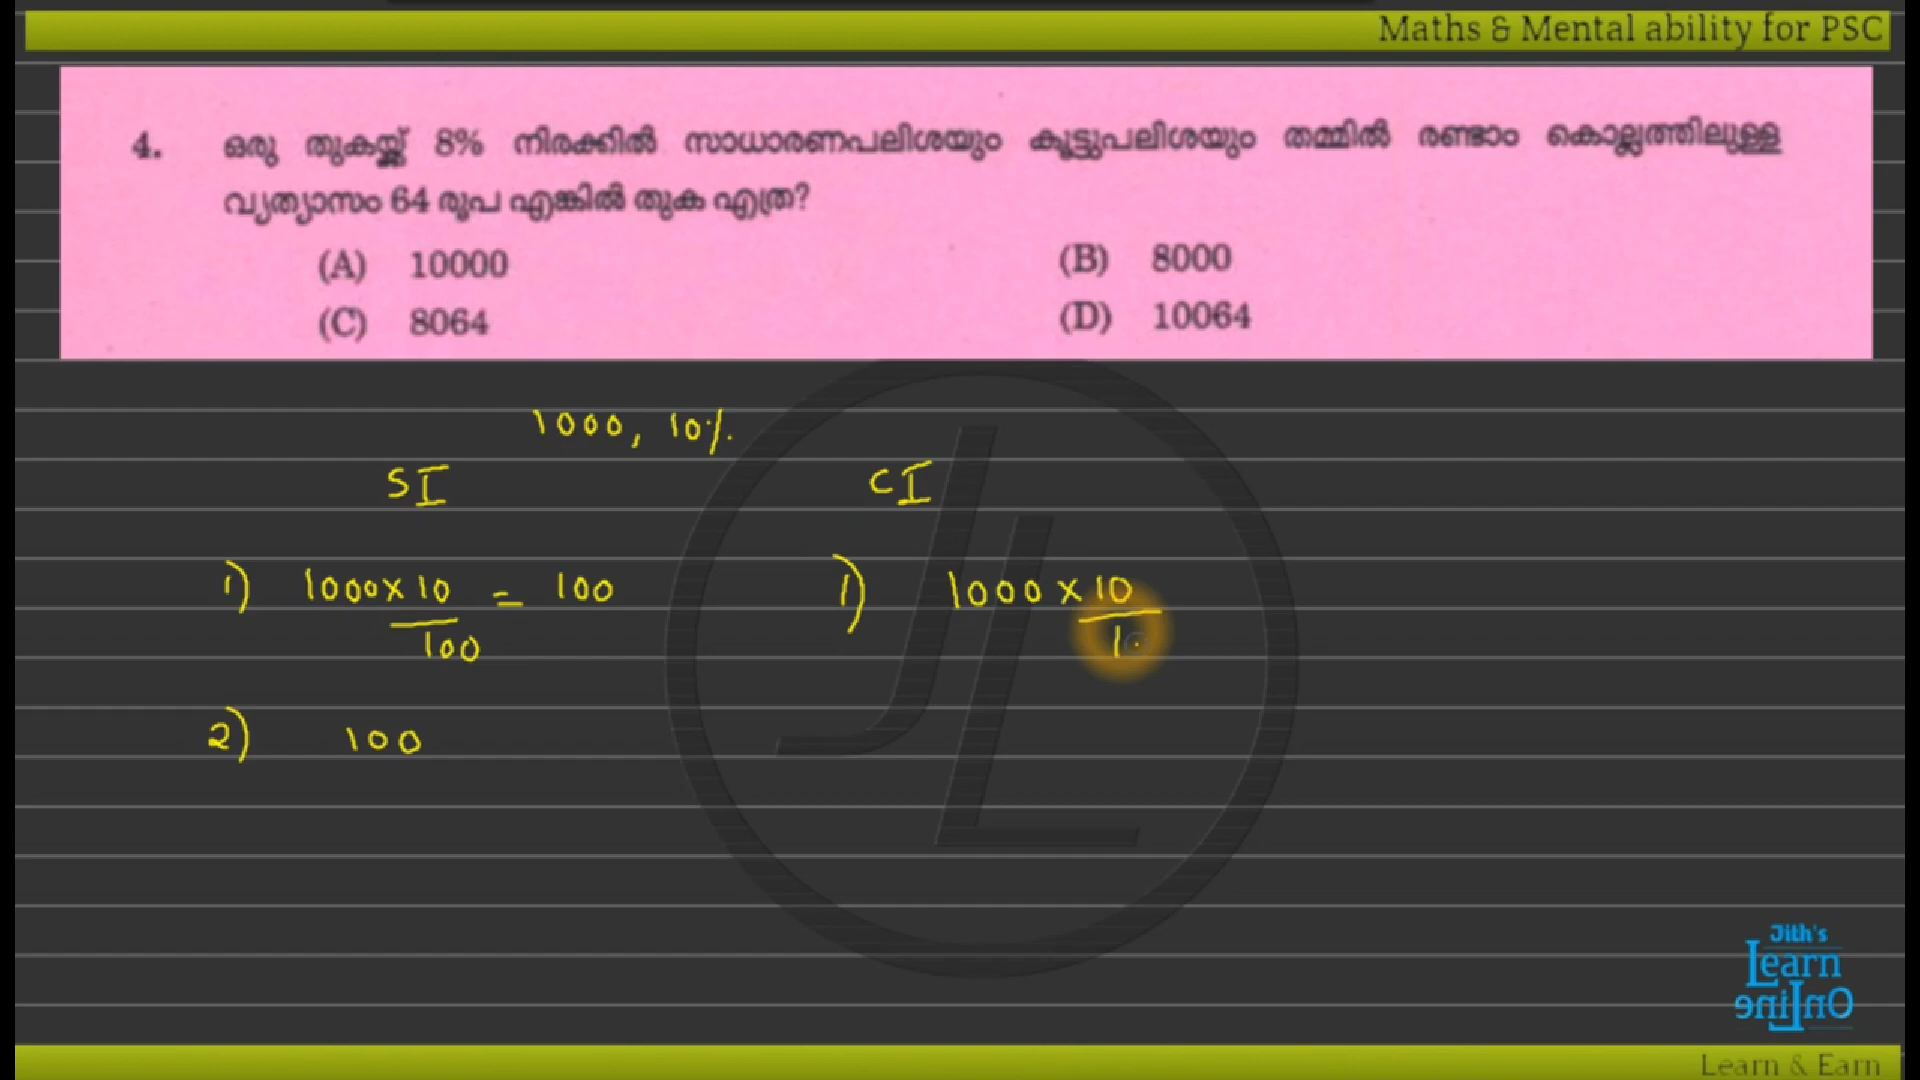 Maths & Mental ability for PSC
4. ഒരു തുകയ്ക്ക് 8% നിരക്കിൽ സാധാരണപലിശയും കൂട്ടുപലിശയും തമ്മിൽ രണ്ടാം കൊല്ലത്തിലുള്ള
വ്യത്യാസം 64 രൂപ എങ്കിൽ തുക എത്ര?
(A) 10000 (B) 8000
(C) 8064 (D) 10064
1000, 10%.
SI CI
1) 1000 x 10 = 100 1) 1000 x 10
100 10
2) 100
Jith's
Learn
OnLine
Learn & Earn